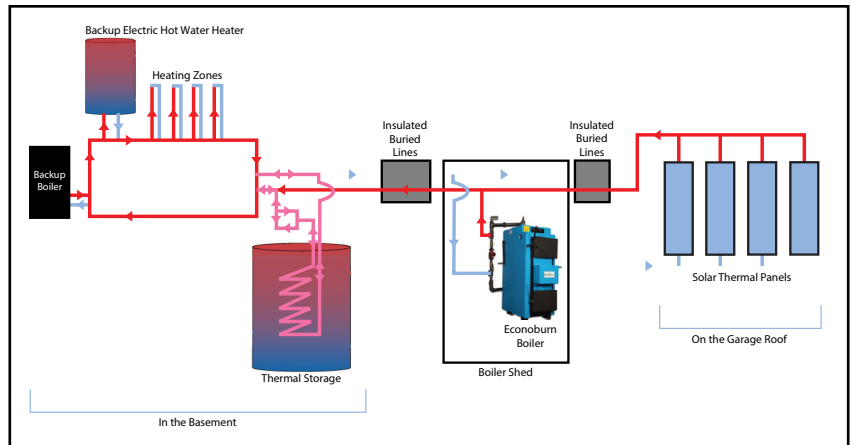 Backup Electric Hot Water Heater
Heating Zones
Backup
Boiler
Insulated
Buried
Lines
Insulated
Buried
Lines
Solar Thermal Panels
Econoburn
Boiler
On the Garage Roof
Thermal Storage
Boiler Shed
In the Basement